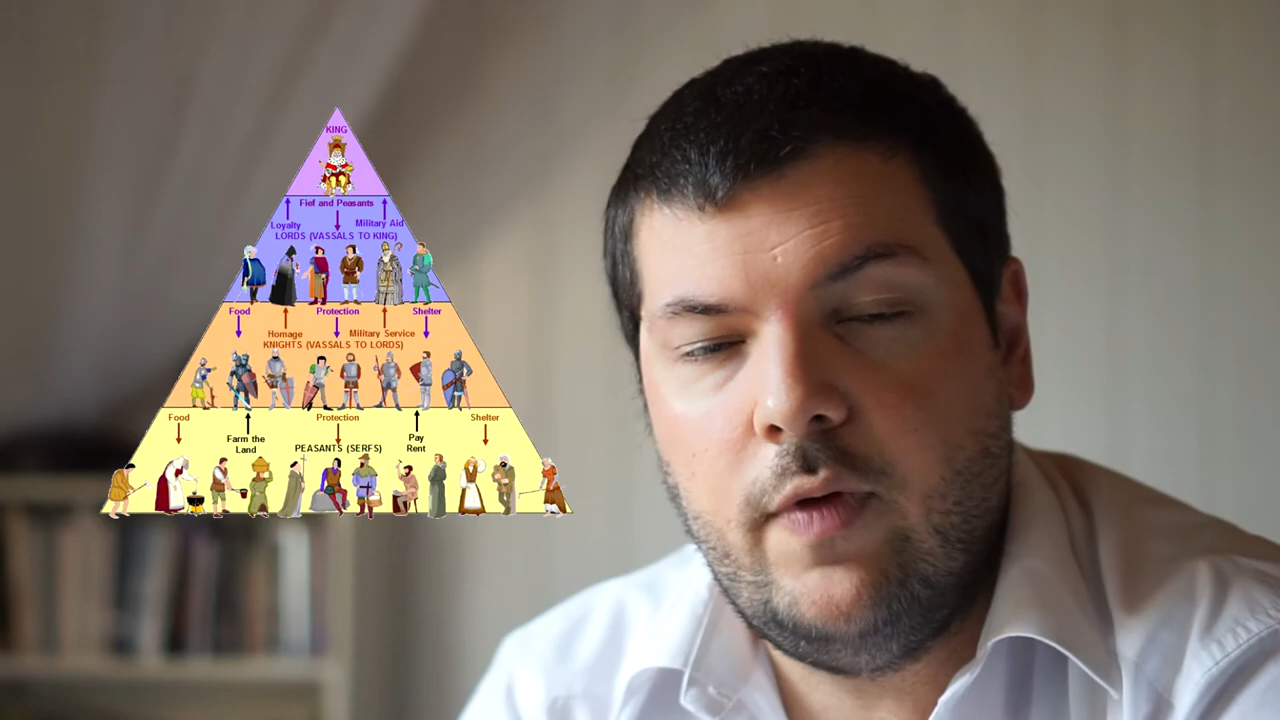 KING
Fief and Peasants
Loyalty
Military Aid
LORDS (VASSALS TO KING)
Food
Protection
Shelter
Homage
Military Service
KNIGHTS (VASSALS TO LORDS)
Food
Protection
Shelter
Farm the
Land
Pay
Rent
PEASANTS (SERFS)